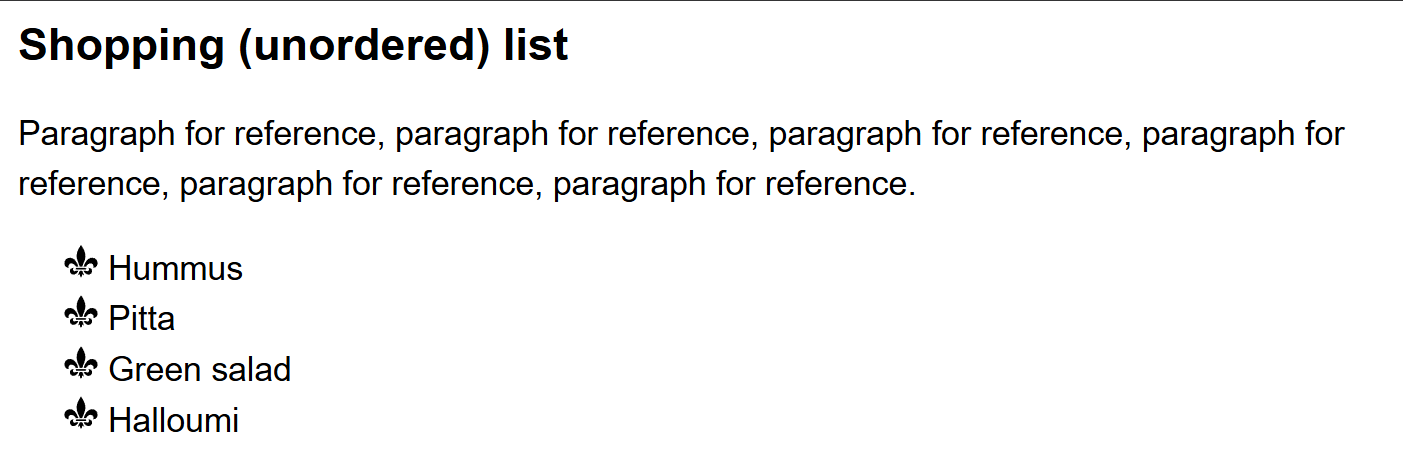 Shopping (unordered) list
Paragraph for reference, paragraph for reference, paragraph for reference, paragraph for
reference, paragraph for reference, paragraph for reference.
⚜ Hummus
⚜ Pitta
⚜ Green salad
⚜ Halloumi